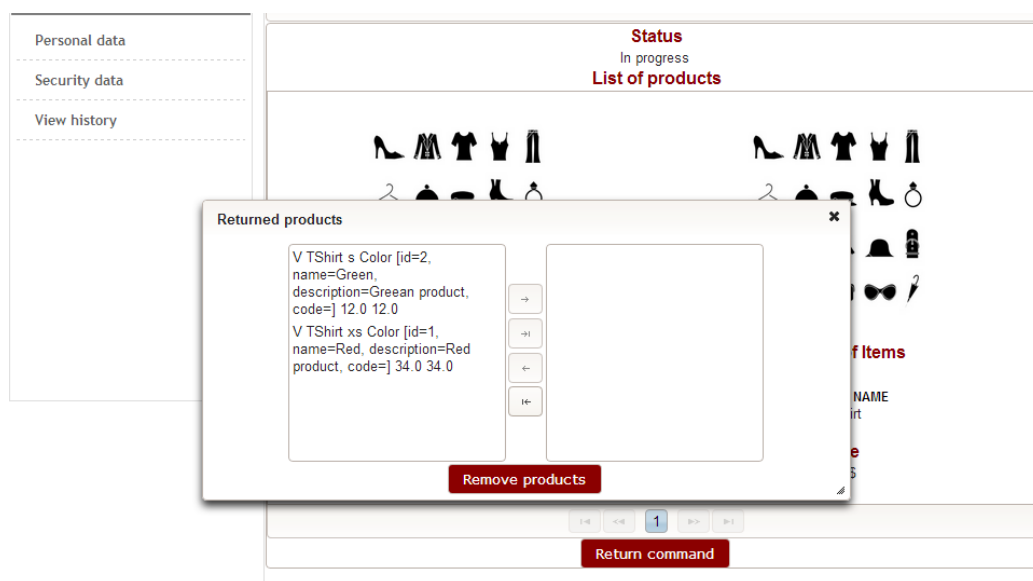 Personal data
Security data
View history
Status
In progress
List of products
Returned products
V TShirt s Color [id=2,
name=Green,
description=Greean product,
code=] 12.0 12.0
V TShirt xs Color [id=1,
name=Red, description=Red
product, code=] 34.0 34.0
Remove products
f Items
NAME
irt
e
$
1
Return command